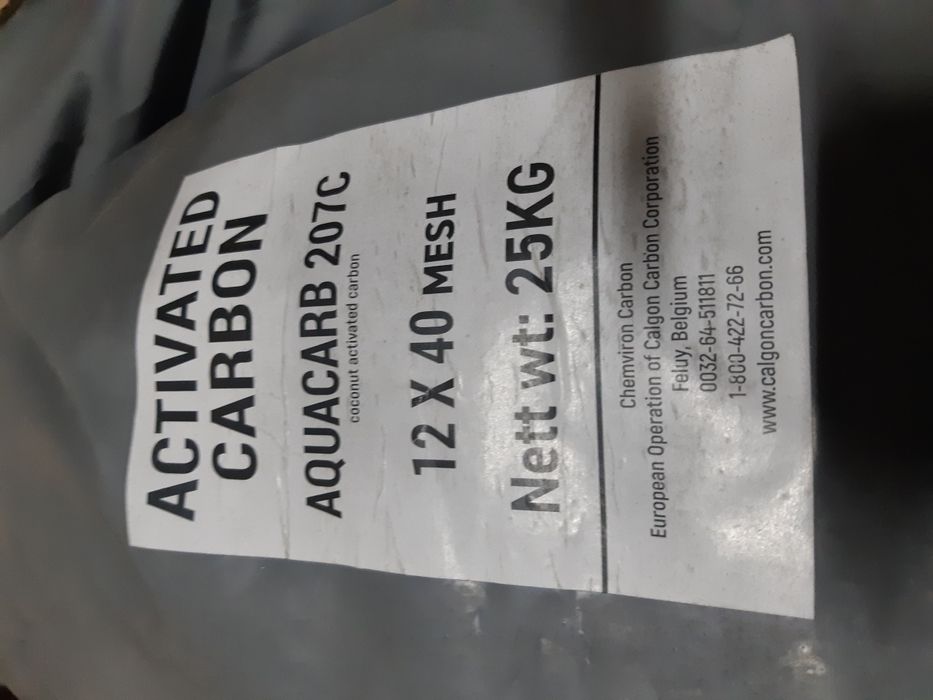 ACTIVATED
CARBON
AQUACARB 207C
coconut activated carbon
12 X 40 MESH
Nett wt: 25KG
Chemviron Carbon
European Operation of Calgon Carbon Corporation
Feluy, Belgium
0032-64-511811
1-800-422-72-66
www.calgoncarbon.com